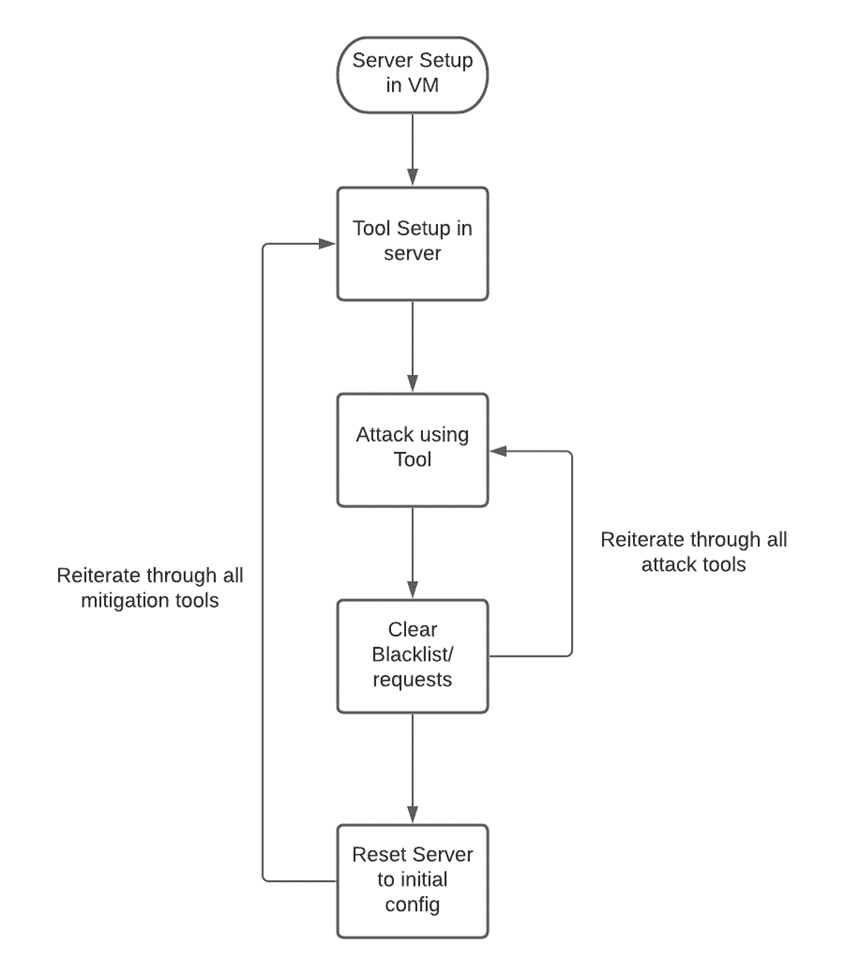 Server Setup
in VM
Tool Setup in
server
Attack using
Tool
Reiterate through all
attack tools
Reiterate through all
mitigation tools
Clear
Blacklist/
requests
Reset Server
to initial
config